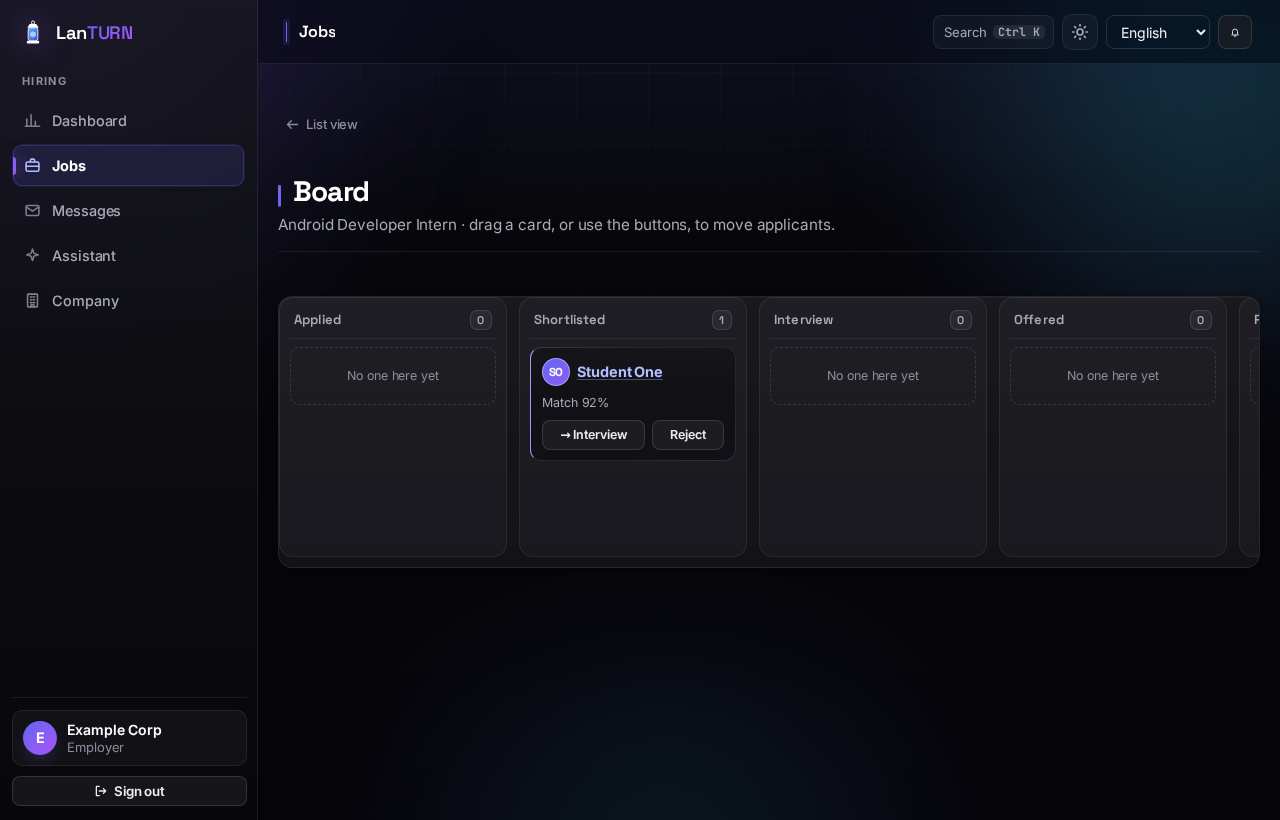 LanTURN
HIRING
Dashboard
Jobs
Messages
Assistant
Company
Example Corp
E
Employer
Sign out
Jobs
Search Ctrl K
English
← List view
Board
Android Developer Intern · drag a card, or use the buttons, to move applicants.
Applied 0
No one here yet
Shortlisted 1
SO Student One
Match 92%
→ Interview Reject
Interview 0
No one here yet
Offered 0
No one here yet